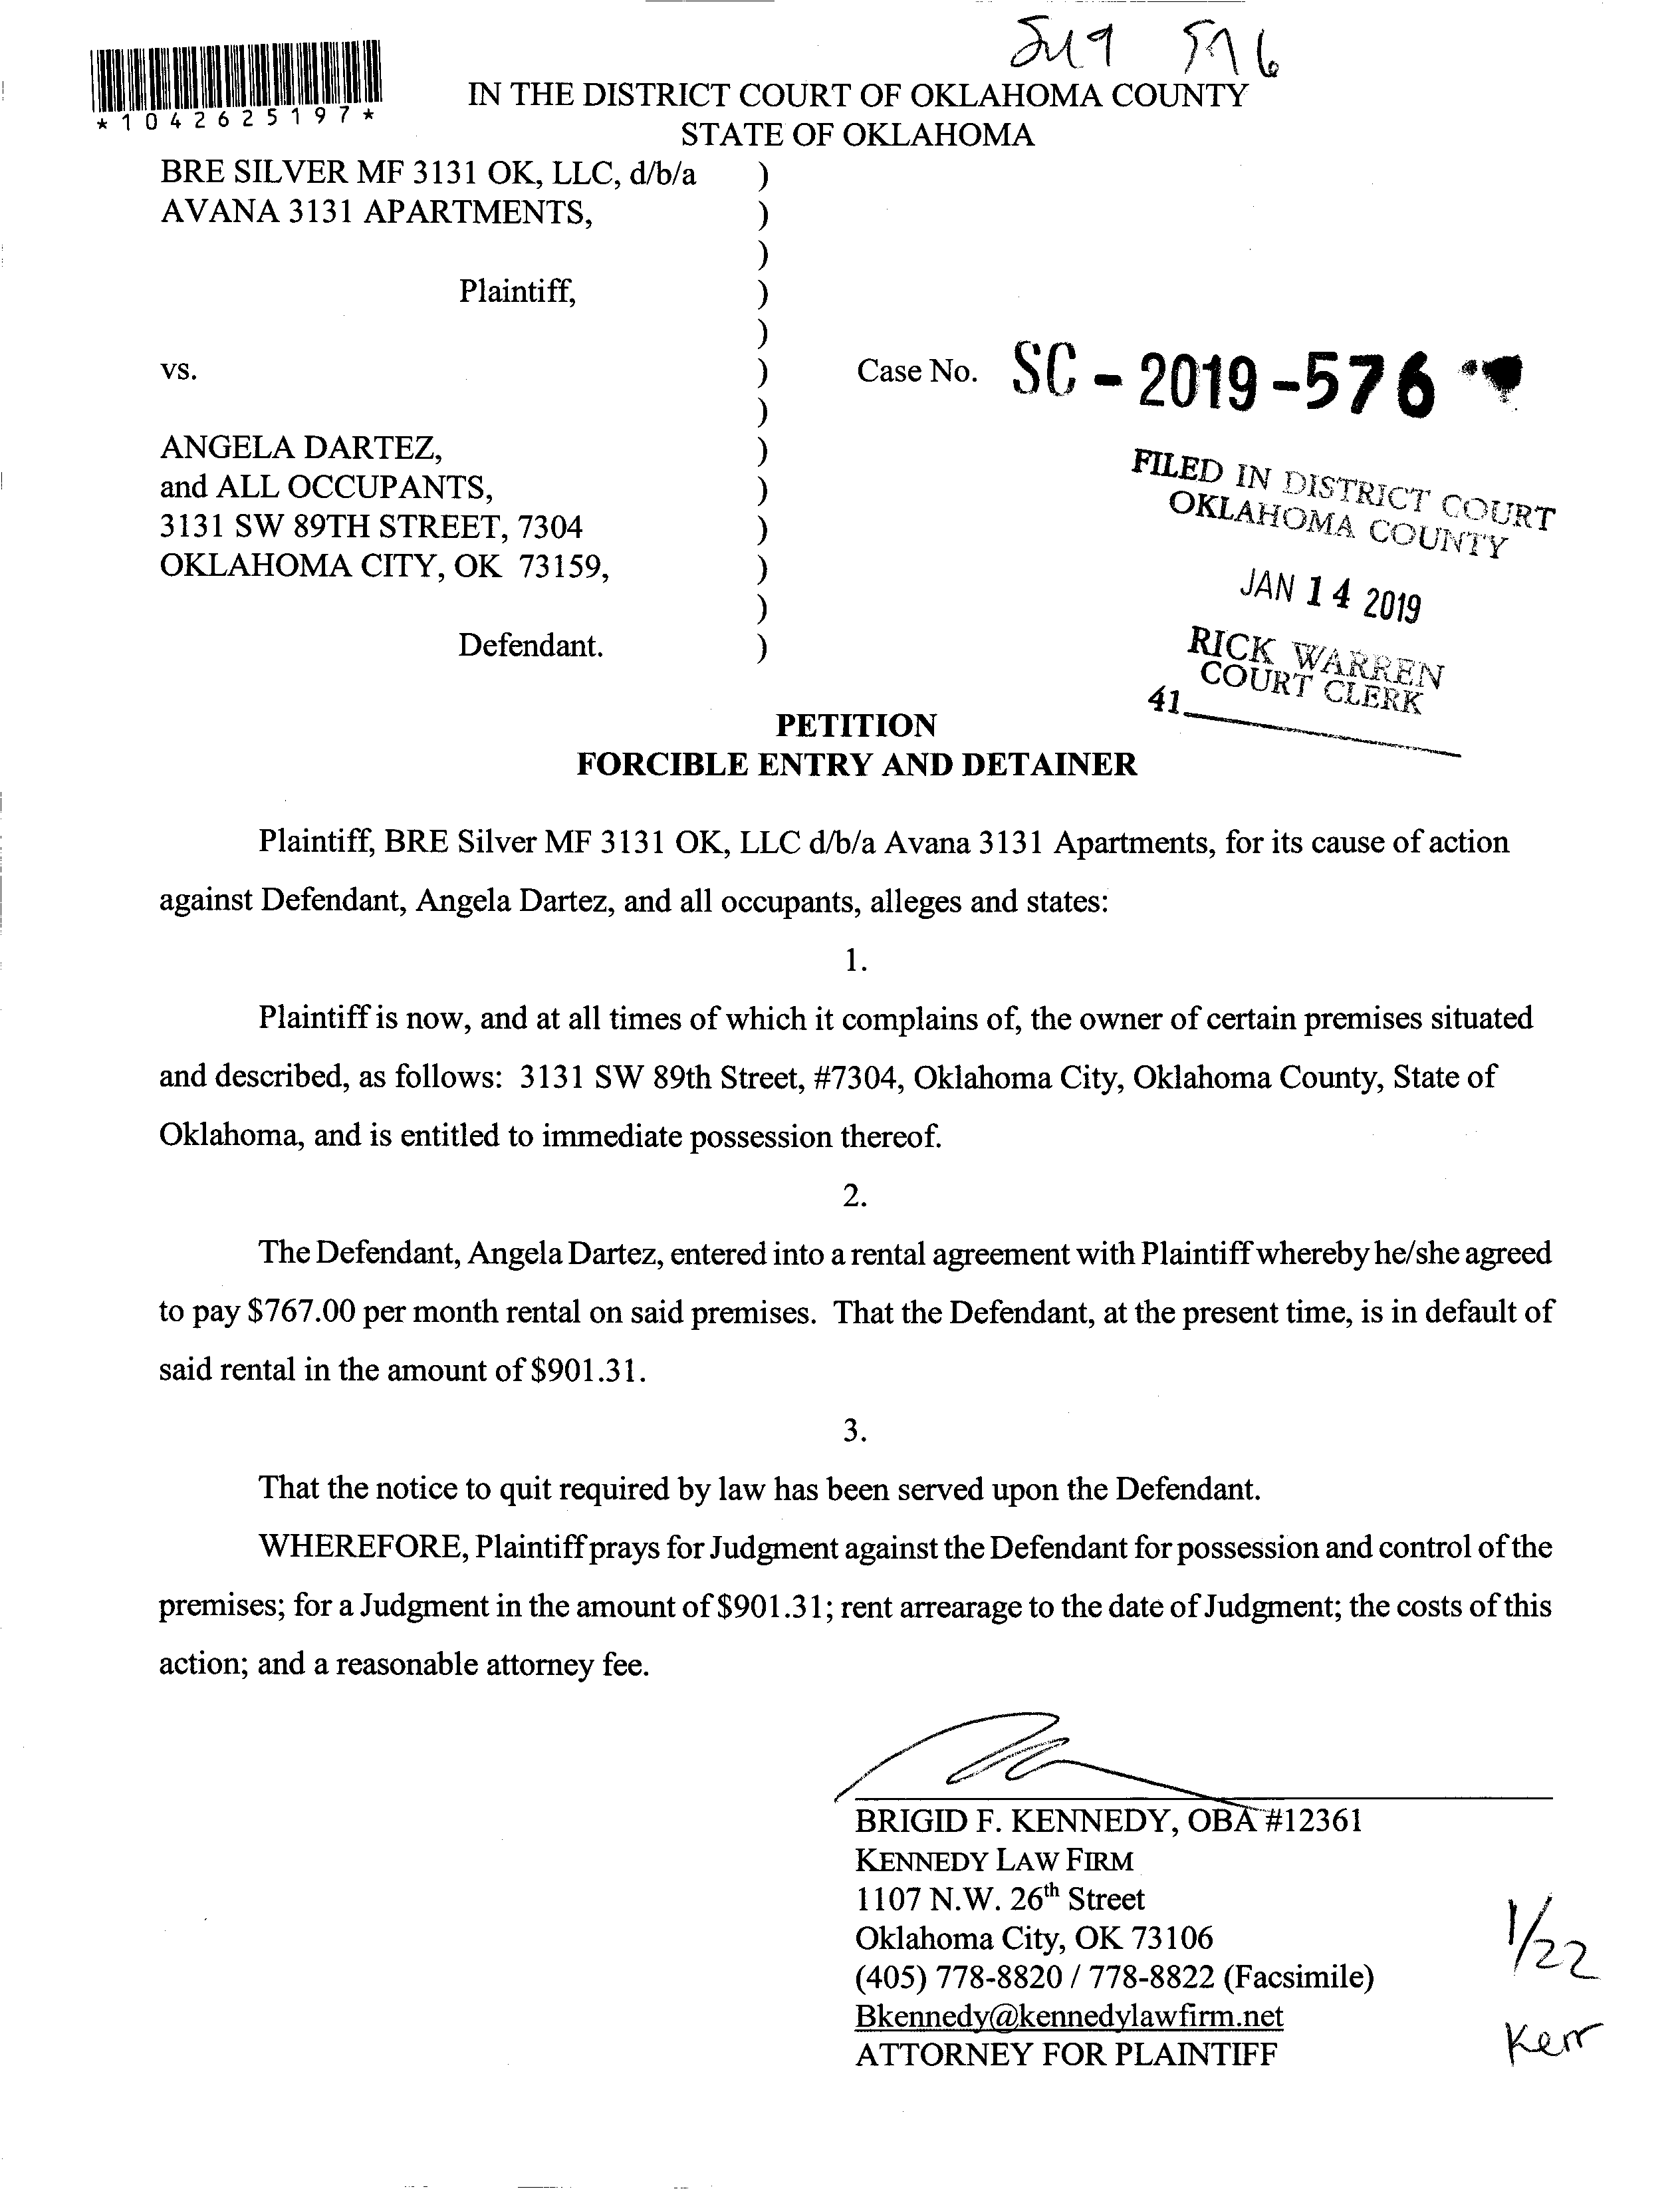 *1042625197*
IN THE DISTRICT COURT OF OKLAHOMA COUNTY
STATE OF OKLAHOMA
BRE SILVER MF 3131 OK, LLC, d/b/a )
AVANA 3131 APARTMENTS, )
)
Plaintiff, )
)
vs. ) Case No. SC - 2019 - 576
)
ANGELA DARTEZ, )
and ALL OCCUPANTS, )
3131 SW 89TH STREET, 7304 )
OKLAHOMA CITY, OK 73159, )
)
Defendant. )
FILED IN DISTRICT COURT
OKLAHOMA COUNTY
JAN 14 2019
RICK WARREN
COURT CLERK
41
PETITION
FORCIBLE ENTRY AND DETAINER
Plaintiff, BRE Silver MF 3131 OK, LLC d/b/a Avana 3131 Apartments, for its cause of action
against Defendant, Angela Dartez, and all occupants, alleges and states:
1.
Plaintiff is now, and at all times of which it complains of, the owner of certain premises situated
and described, as follows: 3131 SW 89th Street, #7304, Oklahoma City, Oklahoma County, State of
Oklahoma, and is entitled to immediate possession thereof.
2.
The Defendant, Angela Dartez, entered into a rental agreement with Plaintiff whereby he/she agreed
to pay $767.00 per month rental on said premises. That the Defendant, at the present time, is in default of
said rental in the amount of $901.31.
3.
That the notice to quit required by law has been served upon the Defendant.
WHEREFORE, Plaintiff prays for Judgment against the Defendant for possession and control of the
premises; for a Judgment in the amount of $901.31; rent arrearage to the date of Judgment; the costs of this
action; and a reasonable attorney fee.
BRIGID F. KENNEDY, OBA #12361
KENNEDY LAW FIRM
1107 N.W. 26th Street
Oklahoma City, OK 73106
(405) 778-8820 / 778-8822 (Facsimile)
Bkennedy@kennedylawfirm.net
ATTORNEY FOR PLAINTIFF
1/22
Kerr